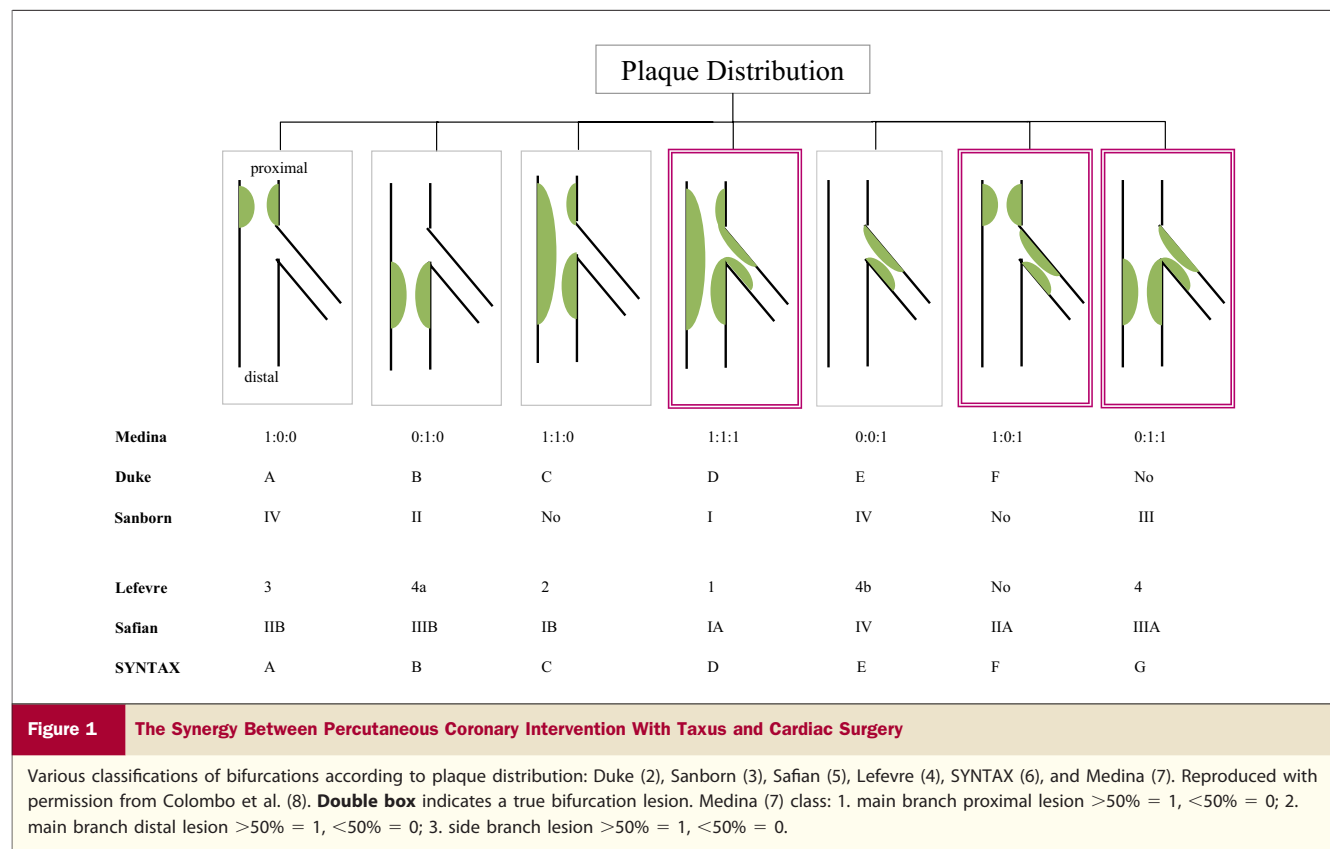 Plaque Distribution
proximal
distal
Medina 1:0:0 0:1:0 1:1:0 1:1:1 0:0:1 1:0:1 0:1:1
Duke A B C D E F No
Sanborn IV II No I IV No III
Lefevre 3 4a 2 1 4b No 4
Safian IIB IIIB IB IA IV IIA IIIA
SYNTAX A B C D E F G
Figure 1 The Synergy Between Percutaneous Coronary Intervention With Taxus and Cardiac Surgery
Various classifications of bifurcations according to plaque distribution: Duke (2), Sanborn (3), Safian (5), Lefevre (4), SYNTAX (6), and Medina (7). Reproduced with
permission from Colombo et al. (8). Double box indicates a true bifurcation lesion. Medina (7) class: 1. main branch proximal lesion >50% = 1, <50% = 0; 2.
main branch distal lesion >50% = 1, <50% = 0; 3. side branch lesion >50% = 1, <50% = 0.